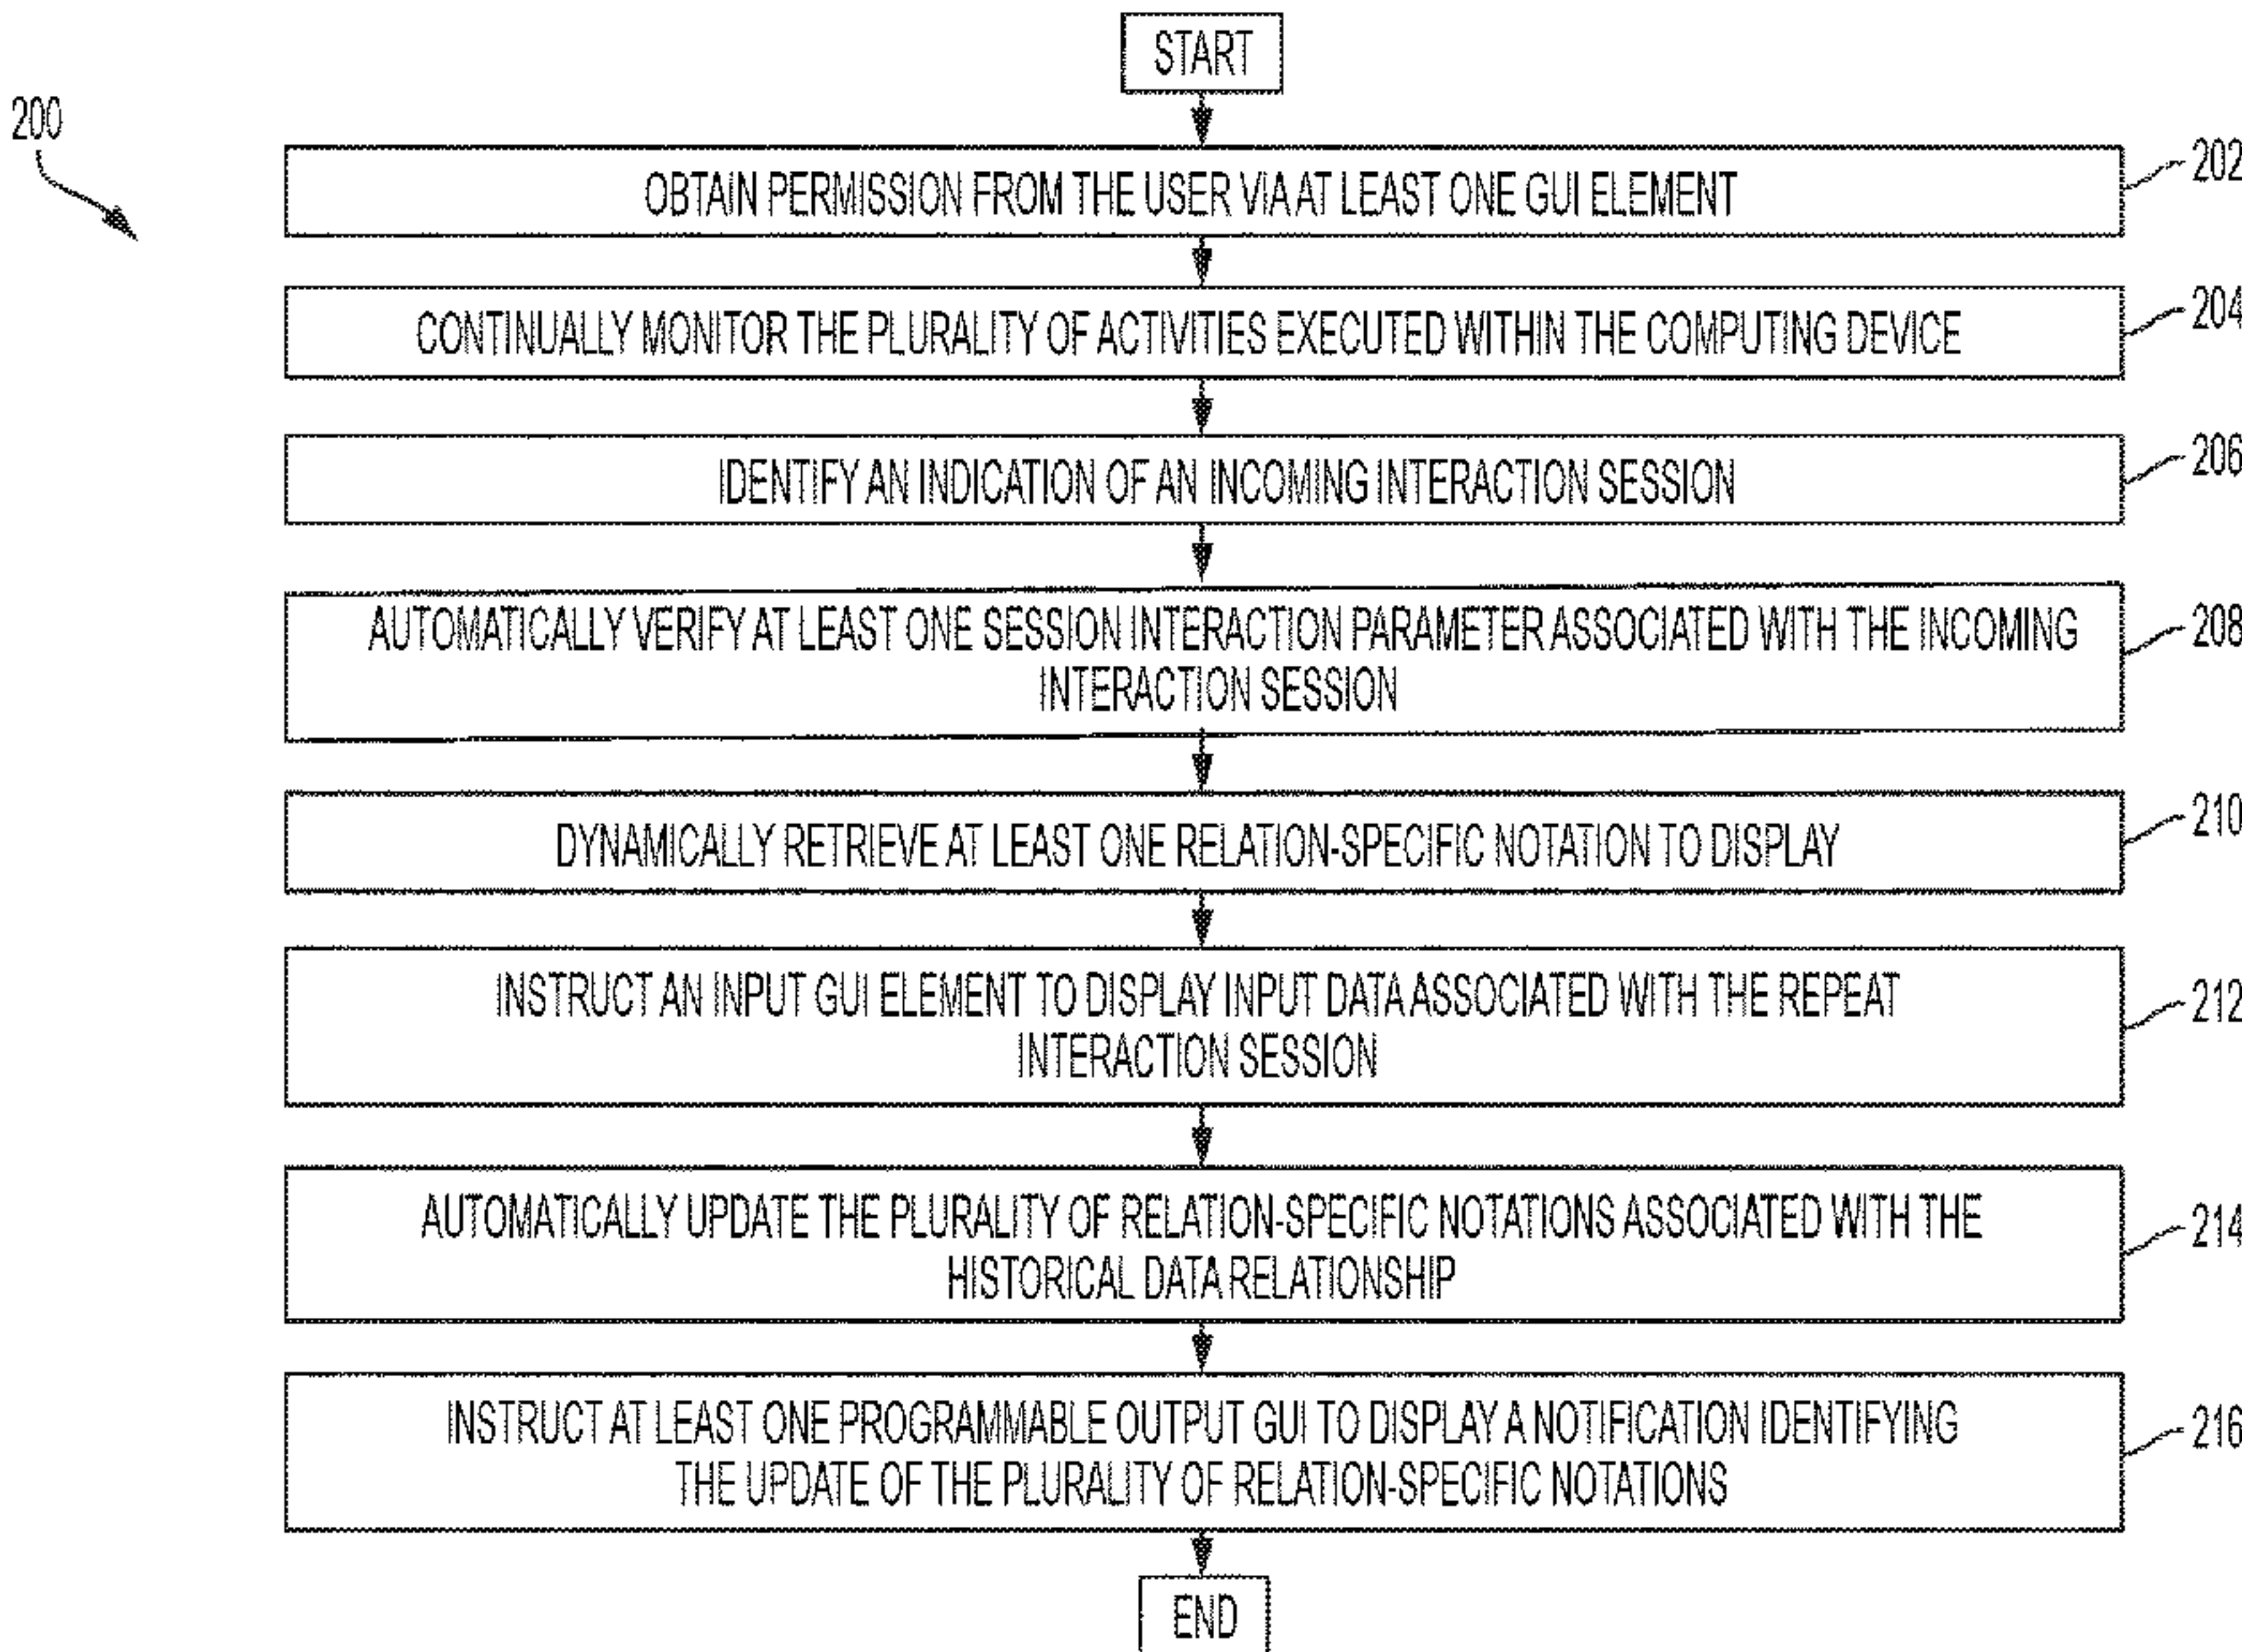 START
200
OBTAIN PERMISSION FROM THE USER VIA AT LEAST ONE GUI ELEMENT
202
CONTINUALLY MONITOR THE PLURALITY OF ACTIVITIES EXECUTED WITHIN THE COMPUTING DEVICE
204
IDENTIFY AN INDICATION OF AN INCOMING INTERACTION SESSION
206
AUTOMATICALLY VERIFY AT LEAST ONE SESSION INTERACTION PARAMETER ASSOCIATED WITH THE INCOMING
INTERACTION SESSION
208
DYNAMICALLY RETRIEVE AT LEAST ONE RELATION-SPECIFIC NOTATION TO DISPLAY
210
INSTRUCT AN INPUT GUI ELEMENT TO DISPLAY INPUT DATA ASSOCIATED WITH THE REPEAT
INTERACTION SESSION
212
AUTOMATICALLY UPDATE THE PLURALITY OF RELATION-SPECIFIC NOTATIONS ASSOCIATED WITH THE
HISTORICAL DATA RELATIONSHIP
214
INSTRUCT AT LEAST ONE PROGRAMMABLE OUTPUT GUI TO DISPLAY A NOTIFICATION IDENTIFYING
THE UPDATE OF THE PLURALITY OF RELATION-SPECIFIC NOTATIONS
216
END